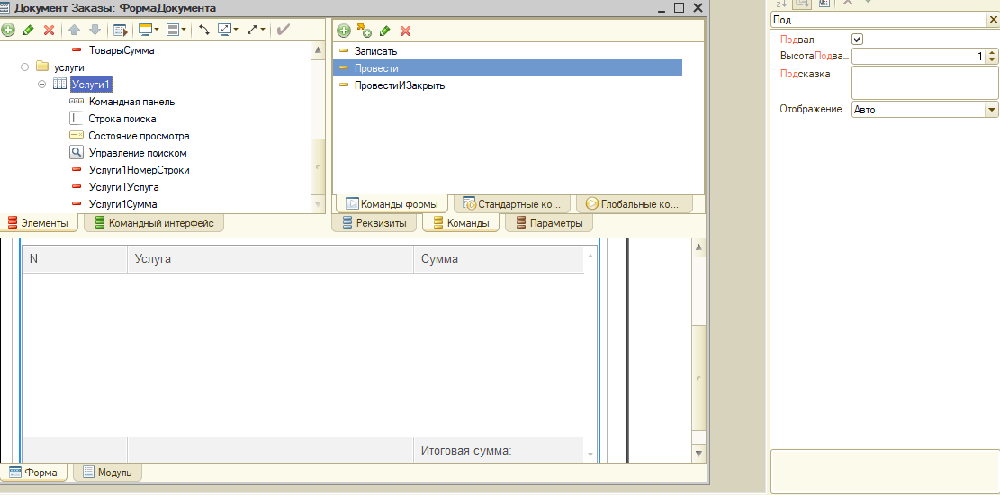 Документ Заказы: ФормаДокумента
ТоварыСумма
услуги
Услуги1
Командная панель
Строка поиска
Состояние просмотра
Управление поиском
Услуги1НомерСтроки
Услуги1Услуга
Услуги1Сумма
Элементы
Командный интерфейс
Записать
Провести
ПровестиИЗакрыть
Команды формы
Стандартные ко...
Глобальные ко...
Реквизиты
Команды
Параметры
N Услуга Сумма
Итоговая сумма:
Форма
Модуль
Под
Подвал
ВысотаПодва... 1
Подсказка
Отображение... Авто